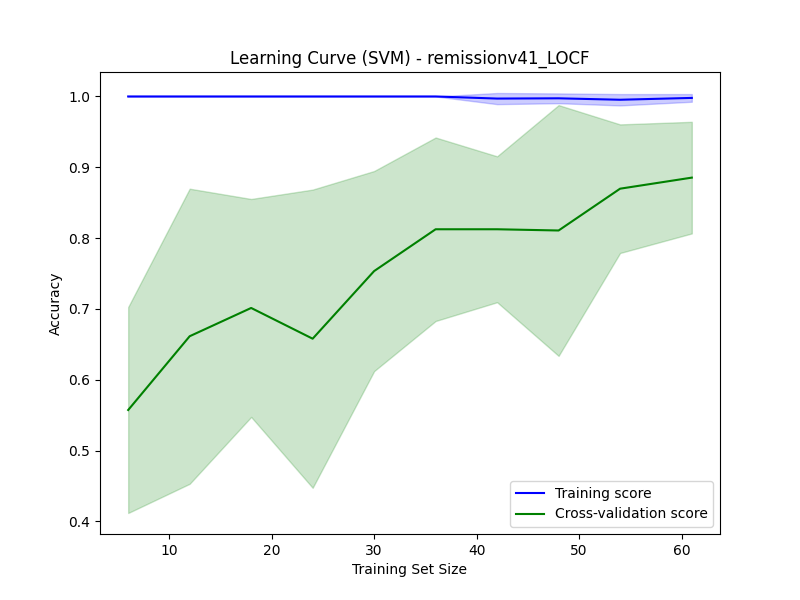 Learning Curve (SVM) - remissionv41_LOCF
1.0
0.9
0.8
0.7
0.6
0.5
0.4
Accuracy
10
20
30
40
50
60
Training Set Size
Training score
Cross-validation score